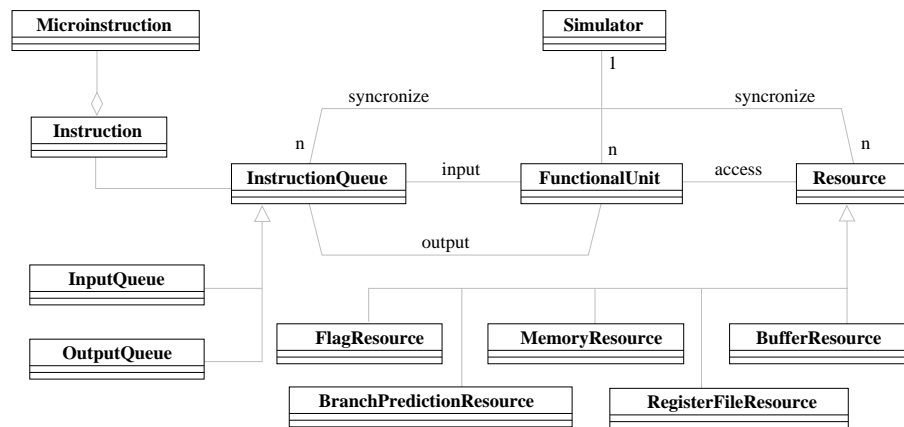 Microinstruction
Simulator
1
syncronize
syncronize
Instruction
n
n
n
InstructionQueue
input
FunctionalUnit
access
Resource
output
InputQueue
OutputQueue
FlagResource
MemoryResource
BufferResource
BranchPredictionResource
RegisterFileResource